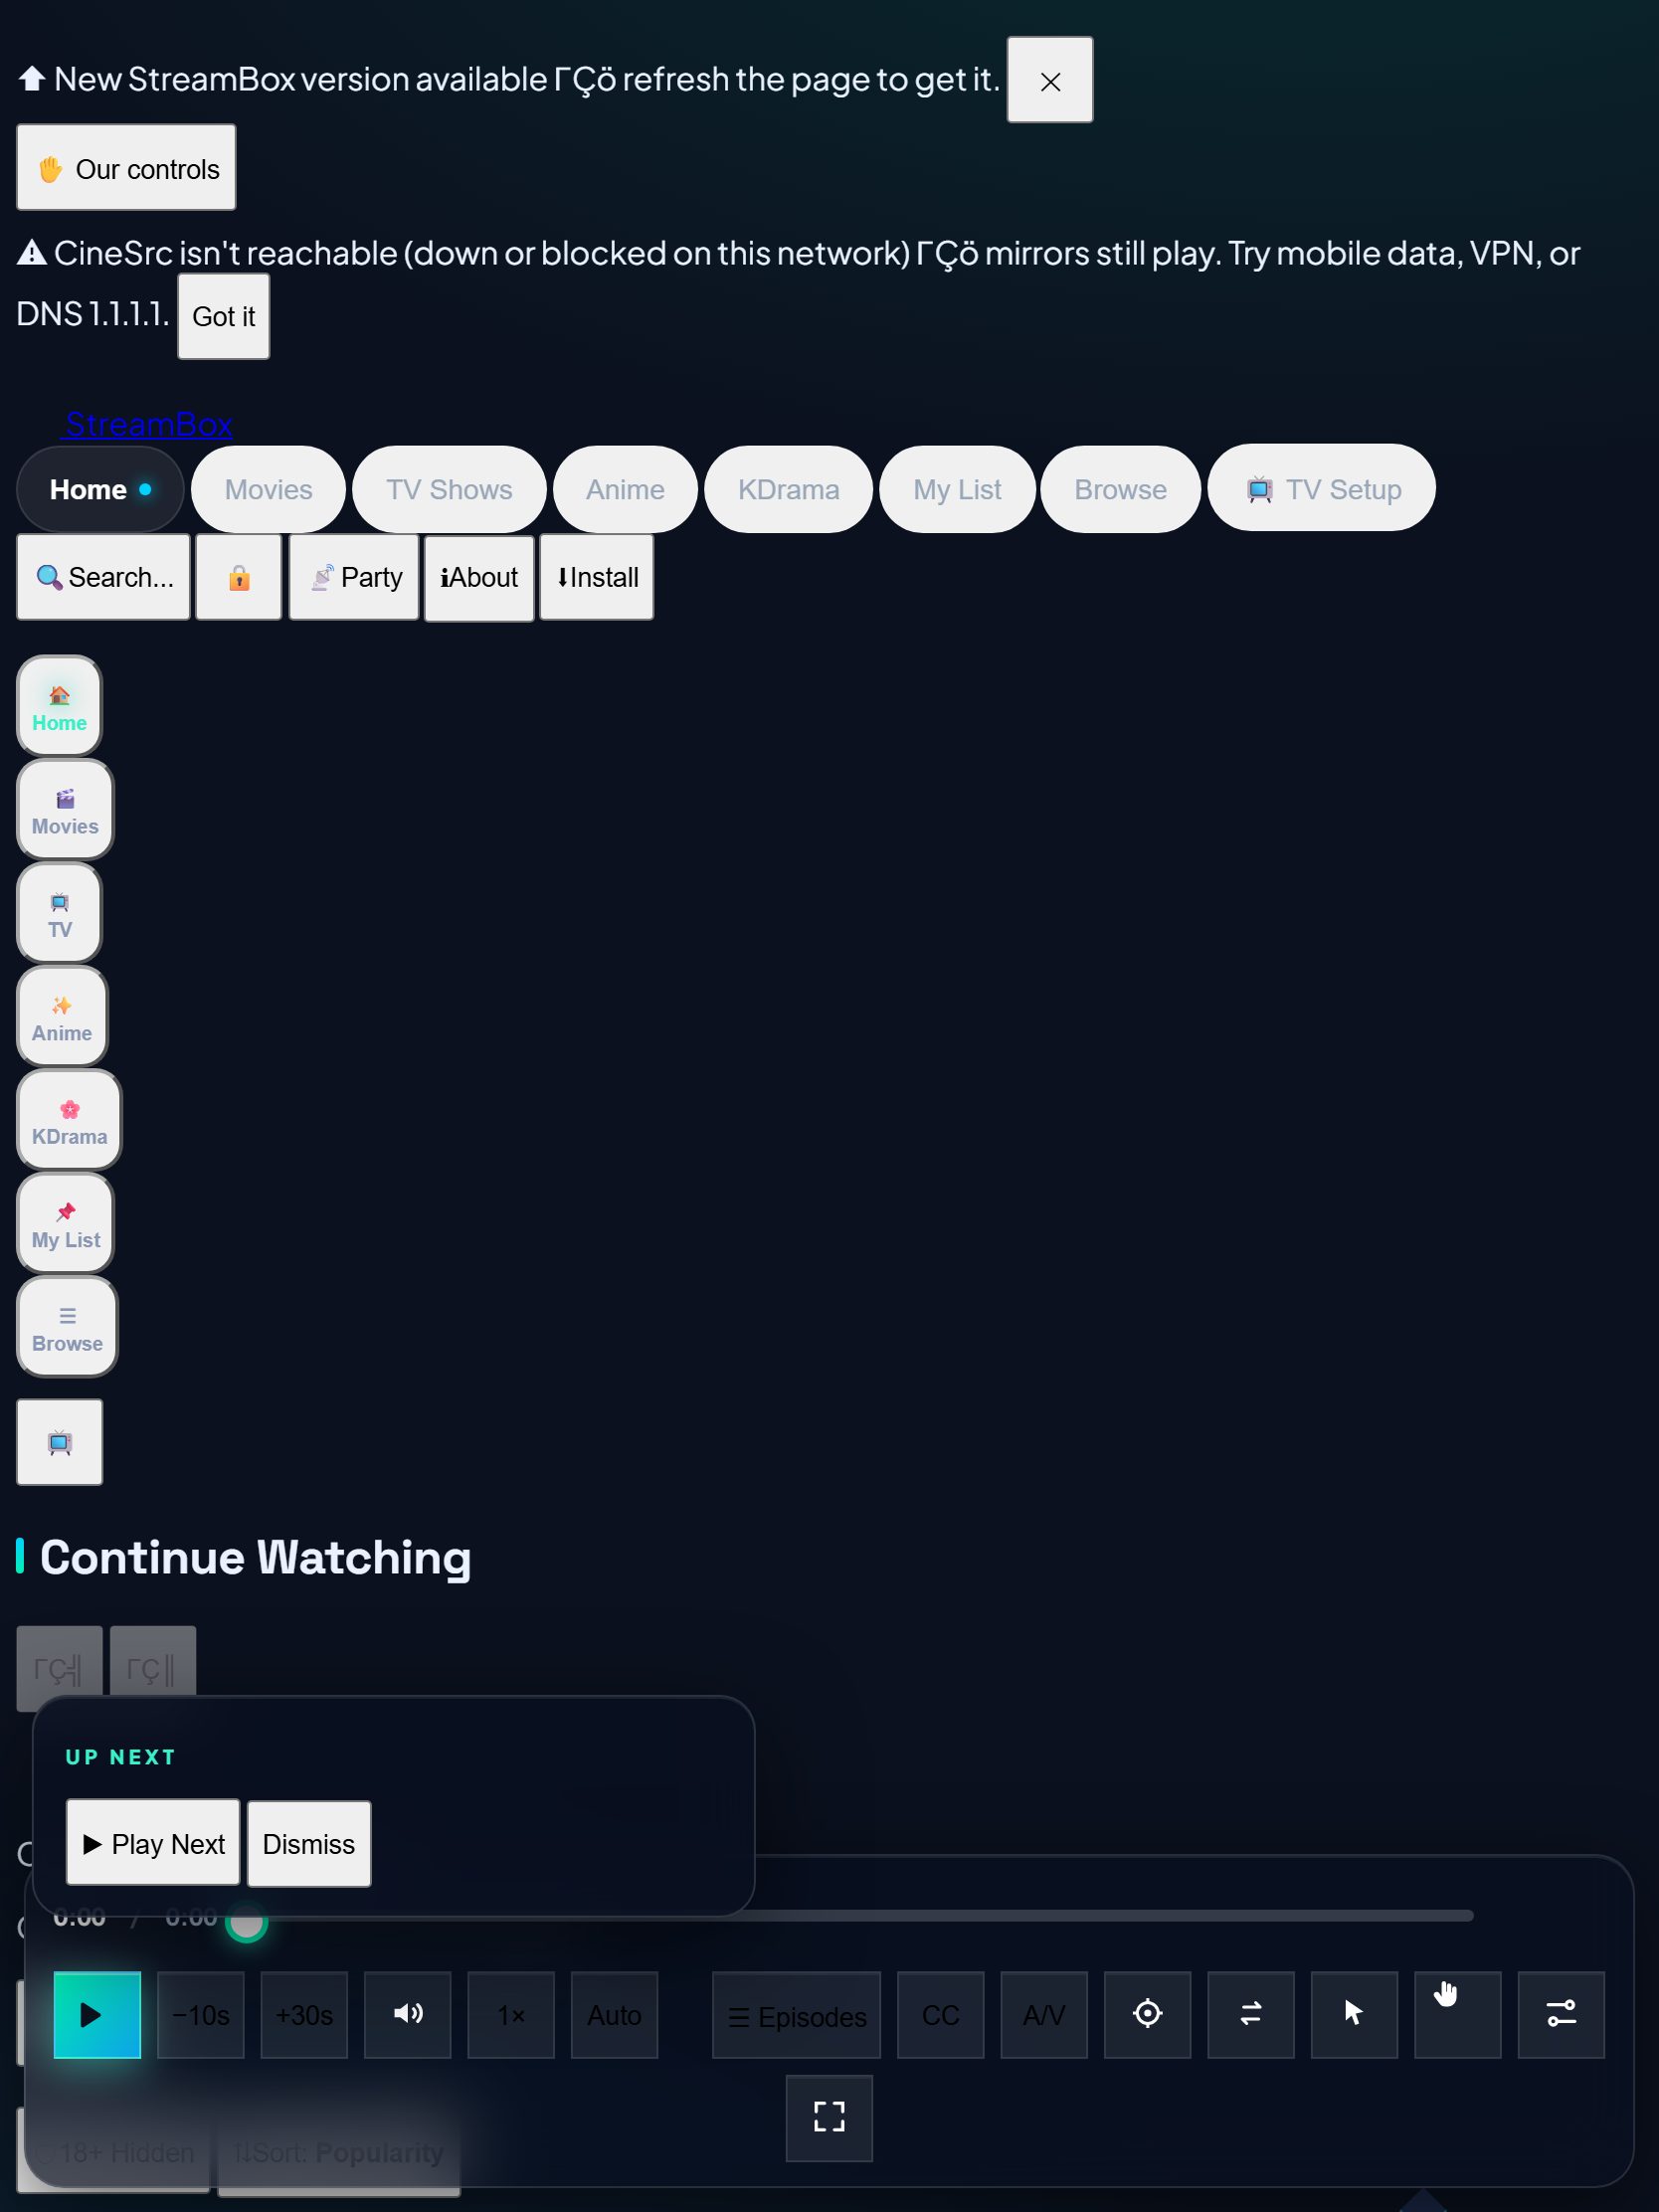 ⬆ New StreamBox version available ΓÇö refresh the page to get it. ✕
🖐 Our controls
⚠ CineSrc isn't reachable (down or blocked on this network) ΓÇö mirrors still play. Try mobile data, VPN, or
DNS 1.1.1.1. Got it
StreamBox
Home Movies TV Shows Anime KDrama My List Browse 📺 TV Setup
🔍 Search... 🔒 📡 Party ℹAbout ⬇Install
Home
Movies
TV
Anime
KDrama
My List
☰
Browse
Continue Watching
ΓÇ╣ ΓÇ║
UP NEXT
▶ Play Next Dismiss
0:00 / 0:00
−10s +30s 1× Auto ☰ Episodes CC A/V
18+ Hidden ⇅Sort: Popularity